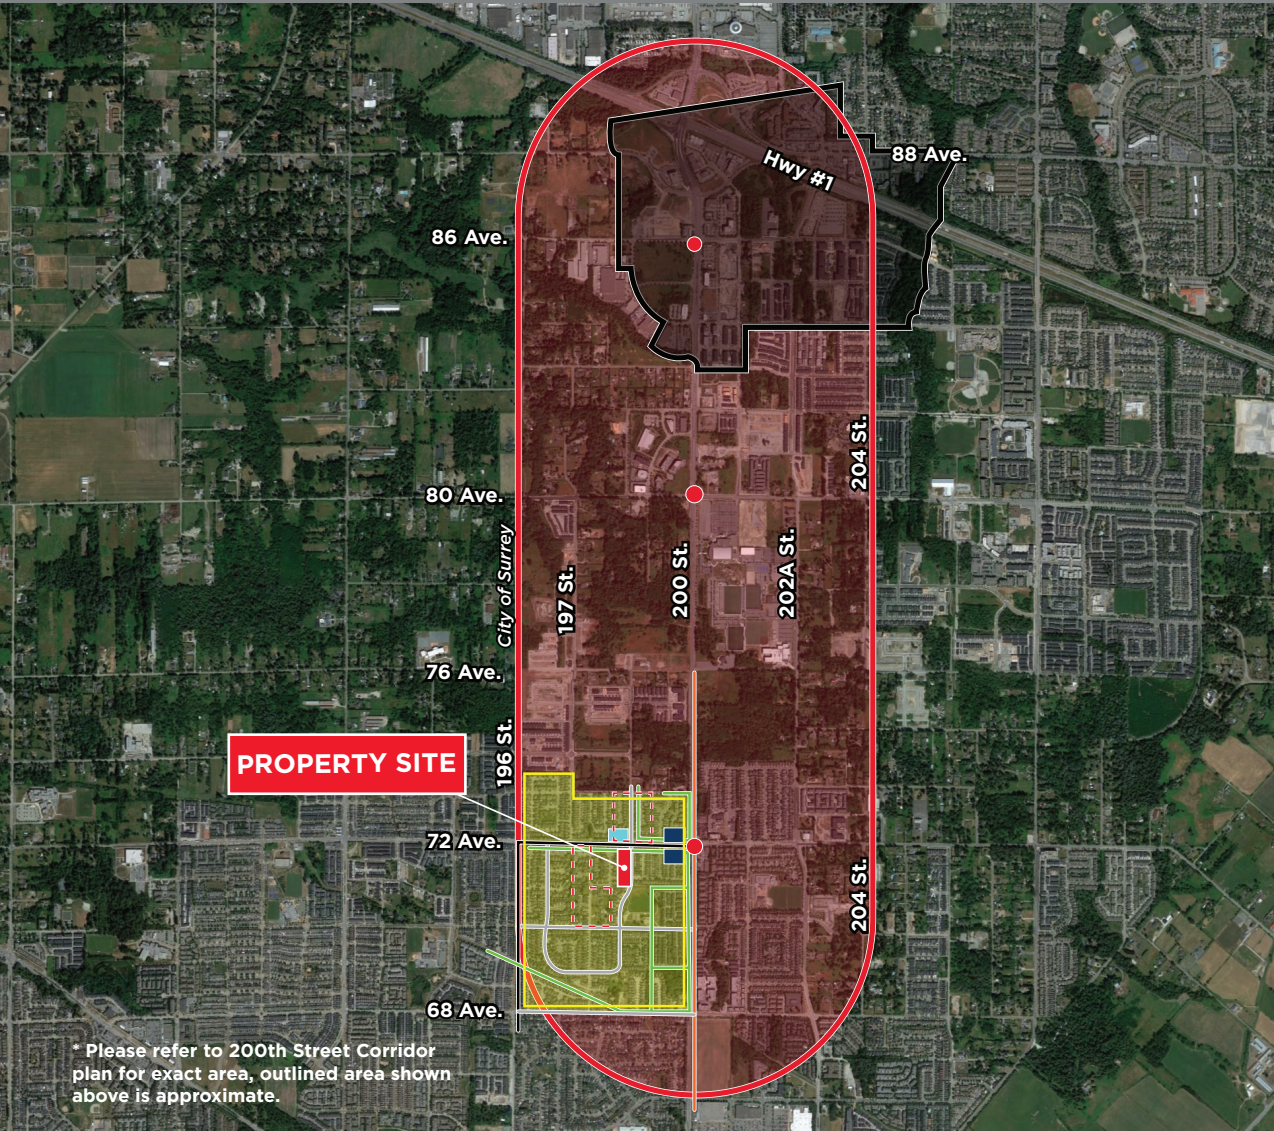 88 Ave.
Hwy #1
86 Ave.
204 St.
80 Ave.
City of Surrey
197 St.
200 St.
202A St.
76 Ave.
196 St.
PROPERTY SITE
72 Ave.
204 St.
68 Ave.
* Please refer to 200th Street Corridor
plan for exact area, outlined area shown
above is approximate.